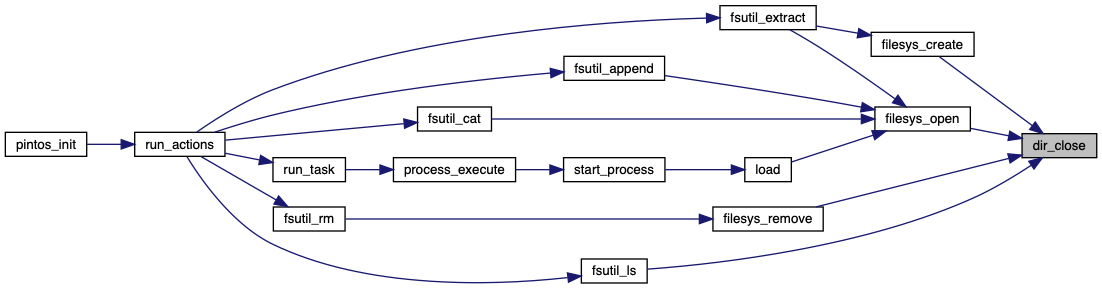 fsutil_extract
filesys_create
fsutil_append
fsutil_cat
filesys_open
pintos_init
run_actions
dir_close
run_task
process_execute
start_process
load
fsutil_rm
filesys_remove
fsutil_ls